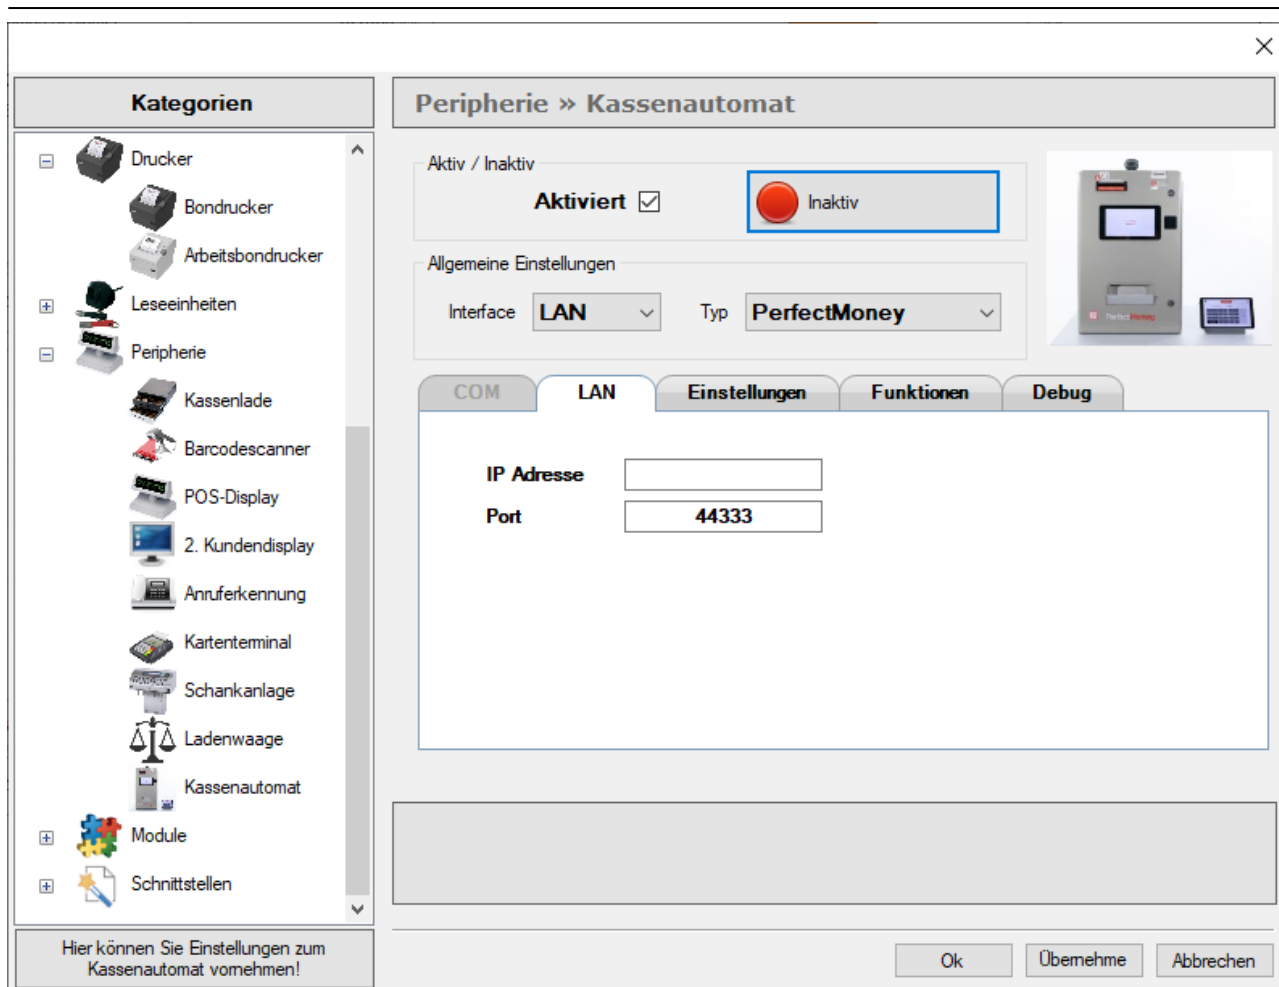 Kategorien
Drucker
Bondrucker
Arbeitsbondrucker
Leseeinheiten
Peripherie
Kassenlade
Barcodescanner
POS-Display
2. Kundendisplay
Anruferkennung
Kartenterminal
Schankanlage
Ladenwaage
Kassenautomat
Module
Schnittstellen
Hier können Sie Einstellungen zum
Kassenautomat vornehmen!
Peripherie » Kassenautomat
Aktiv / Inaktiv
Aktiviert
Inaktiv
Allgemeine Einstellungen
Interface LAN Typ PerfectMoney
PerfectMoney
COM LAN Einstellungen Funktionen Debug
IP Adresse
Port 44333
Ok Übernehme Abbrechen